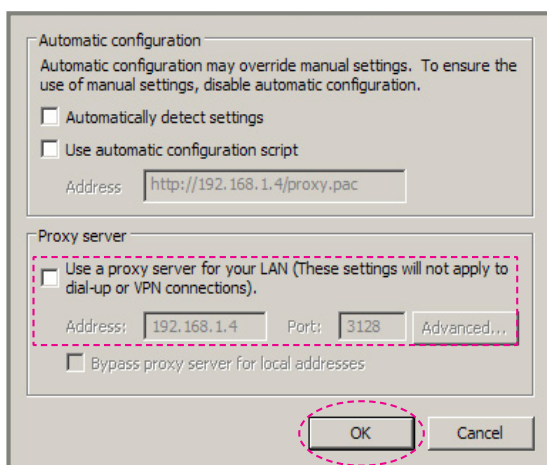 Automatic configuration
Automatic configuration may override manual settings. To ensure the
use of manual settings, disable automatic configuration.
Automatically detect settings
Use automatic configuration script
Address http://192.168.1.4/proxy.pac
Proxy server
Use a proxy server for your LAN (These settings will not apply to
dial-up or VPN connections).
Address: 192.168.1.4 Port: 3128 Advanced...
Bypass proxy server for local addresses
OK Cancel